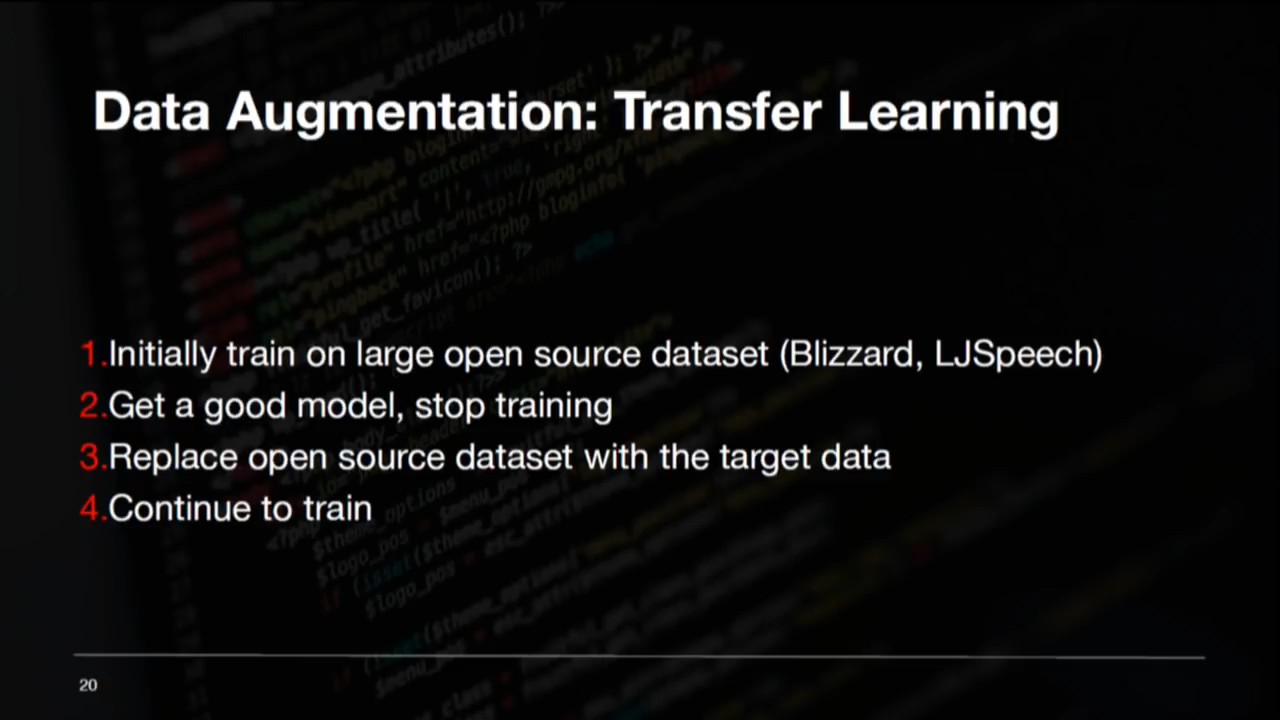 Data Augmentation: Transfer Learning
1.Initially train on large open source dataset (Blizzard, LJSpeech)
2.Get a good model, stop training
3.Replace open source dataset with the target data
4.Continue to train
20